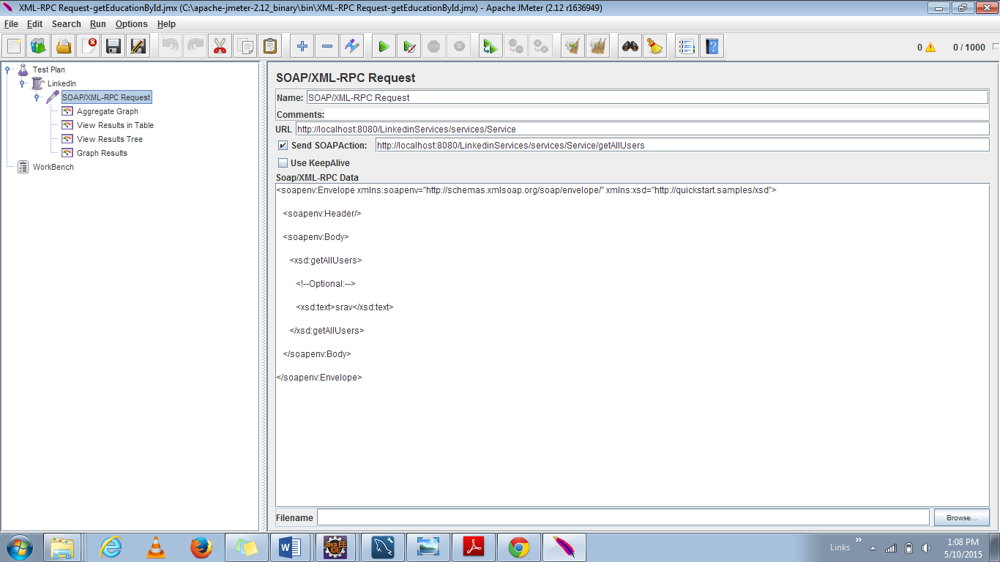 XML-RPC Request-getEducationById.jmx (C:\apache-jmeter-2.12_binary\bin\XML-RPC Request-getEducationById.jmx) - Apache JMeter (2.12 r1636949)
File Edit Search Run Options Help
0 0 / 1000
Test Plan
LinkedIn
SOAP/XML-RPC Request
Aggregate Graph
View Results in Table
View Results Tree
Graph Results
WorkBench
SOAP/XML-RPC Request
Name: SOAP/XML-RPC Request
Comments:
URL http://localhost:8080/LinkedinServices/services/Service
Send SOAPAction: http://localhost:8080/LinkedinServices/services/Service/getAllUsers
Use KeepAlive
Soap/XML-RPC Data
<soapenv:Envelope xmlns:soapenv="http://schemas.xmlsoap.org/soap/envelope/" xmlns:xsd="http://quickstart.samples/xsd">
<soapenv:Header/>
<soapenv:Body>
<xsd:getAllUsers>
<!--Optional:-->
<xsd:text>srav</xsd:text>
</xsd:getAllUsers>
</soapenv:Body>
</soapenv:Envelope>
Filename Browse...
Java EE
IDE
Links
1:08 PM
5/10/2015